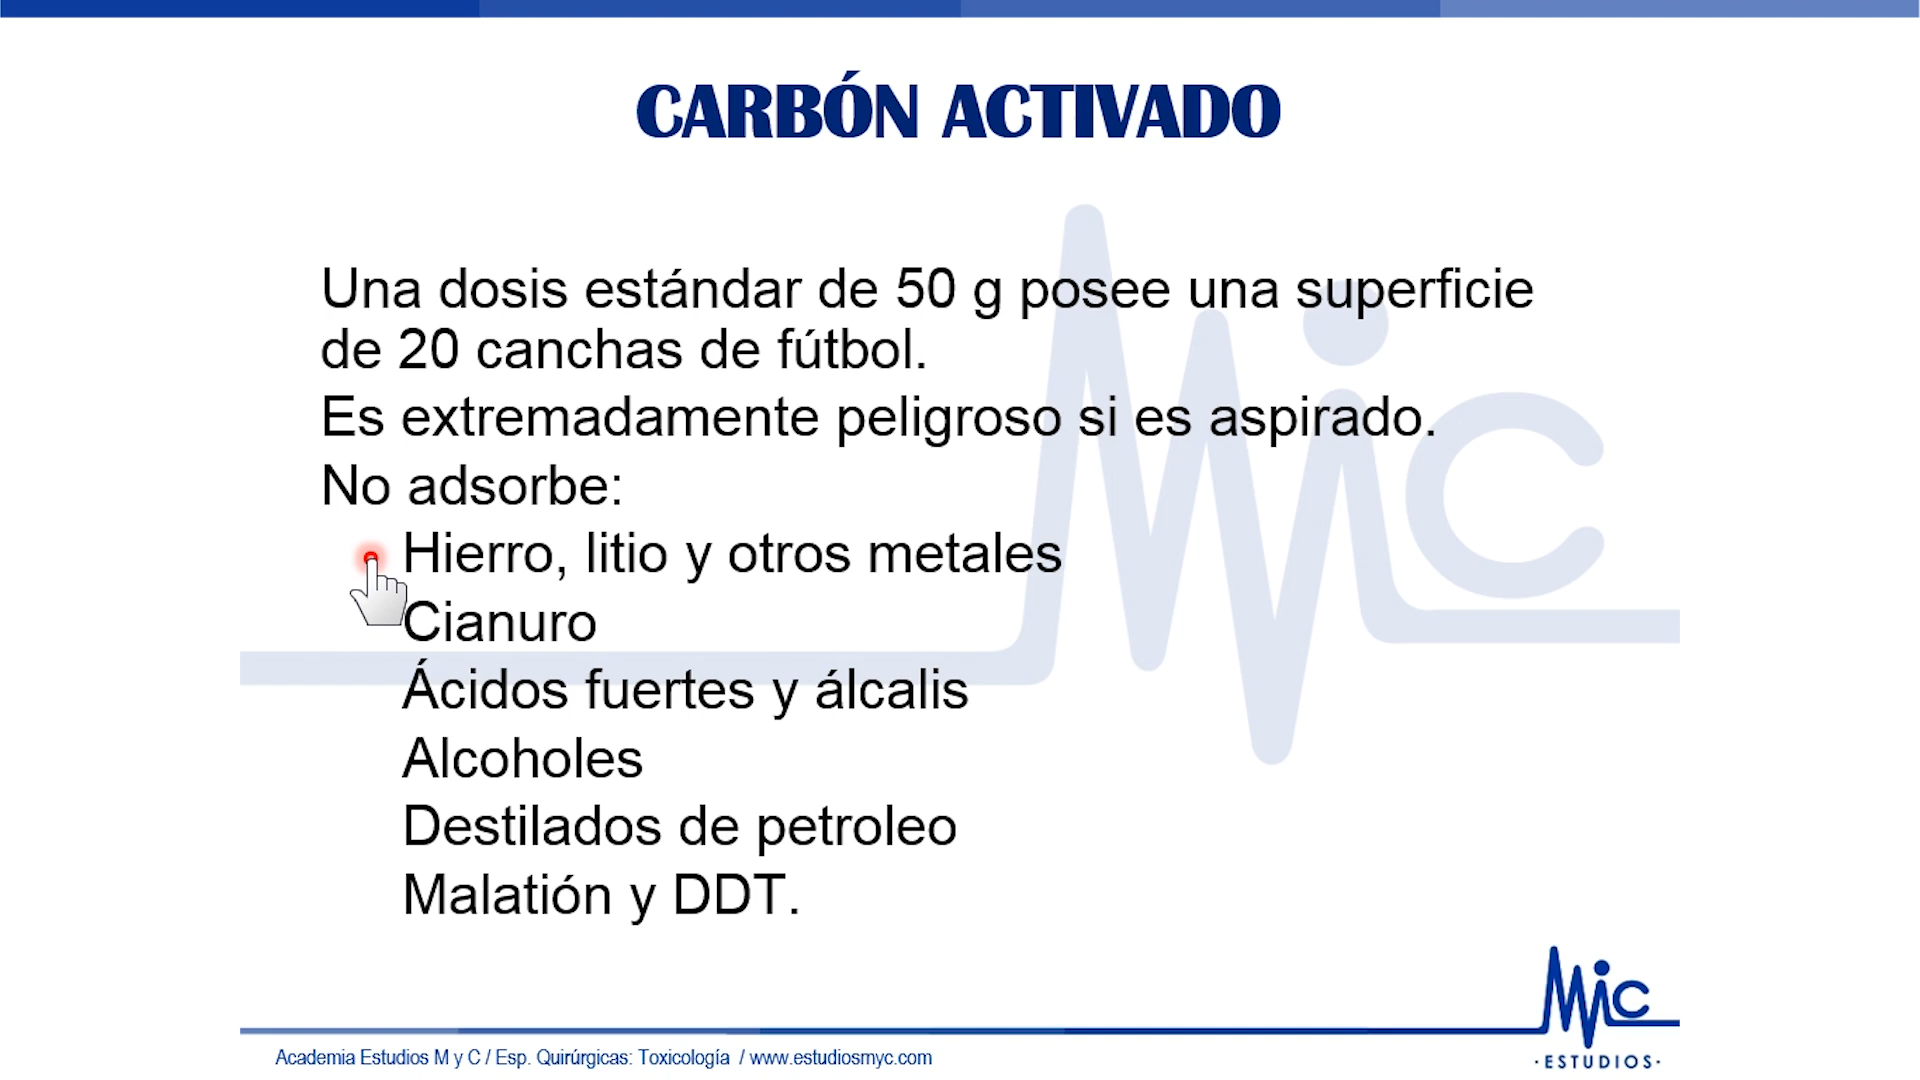 CARBÓN ACTIVADO
Una dosis estándar de 50 g posee una superficie
de 20 canchas de fútbol.
Es extremadamente peligroso si es aspirado.
No adsorbe:
Hierro, litio y otros metales
Cianuro
Ácidos fuertes y álcalis
Alcoholes
Destilados de petroleo
Malatión y DDT.
MiC
MiC
·ESTUDIOS·
Academia Estudios M y C / Esp. Quirúrgicas: Toxicología / www.estudiosmyc.com